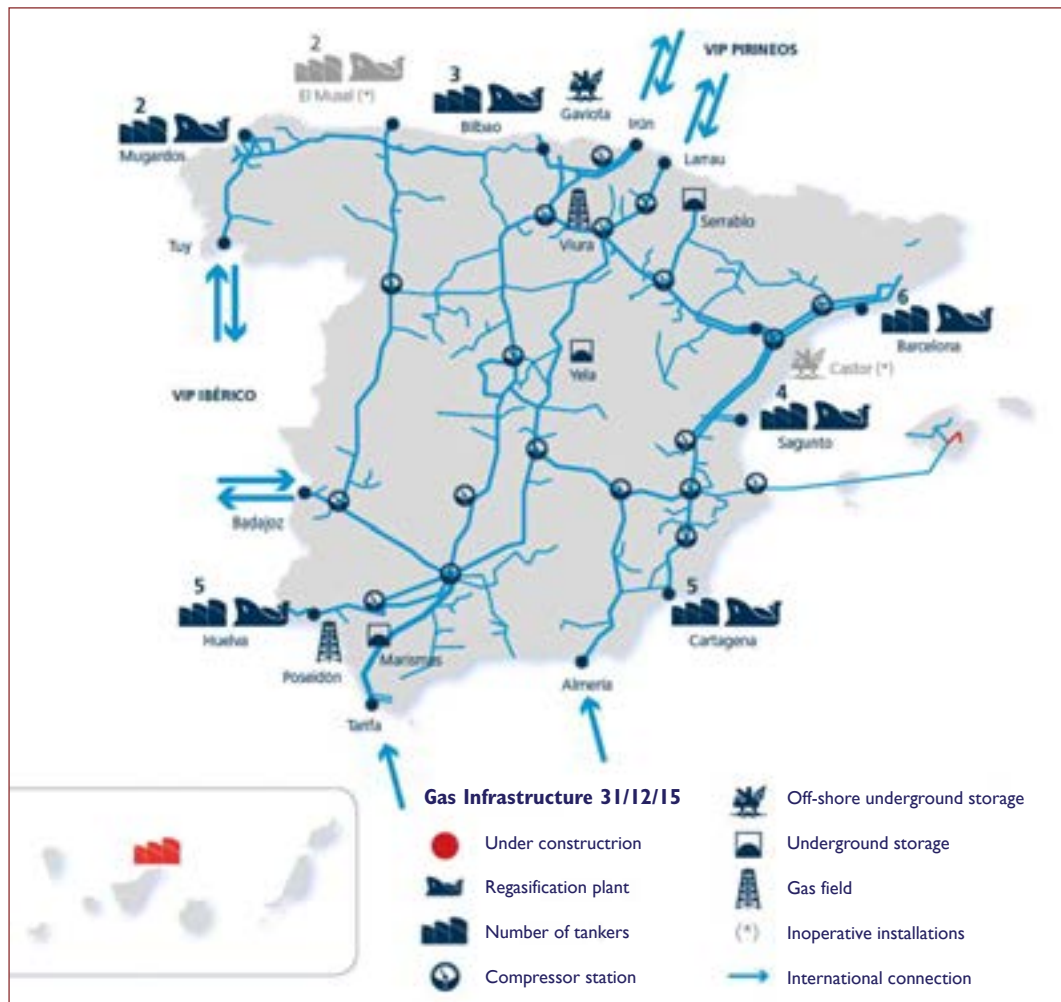 VIP PIRINEOS
2
El Musel (*)
3
Bilbao
Gaviota
Irún
Larrau
2
Mugardos
Tuy
Viura
Serrablo
6
Barcelona
Castor (*)
Yela
4
Sagunto
VIP IBÉRICO
Badajoz
5
Huelva
Poseidón
Marismas
Tarifa
Almería
5
Cartagena
Gas Infrastructure 31/12/15
Under constructrion
Regasification plant
Number of tankers
Compressor station
Off-shore underground storage
Underground storage
Gas field
(*) Inoperative installations
International connection